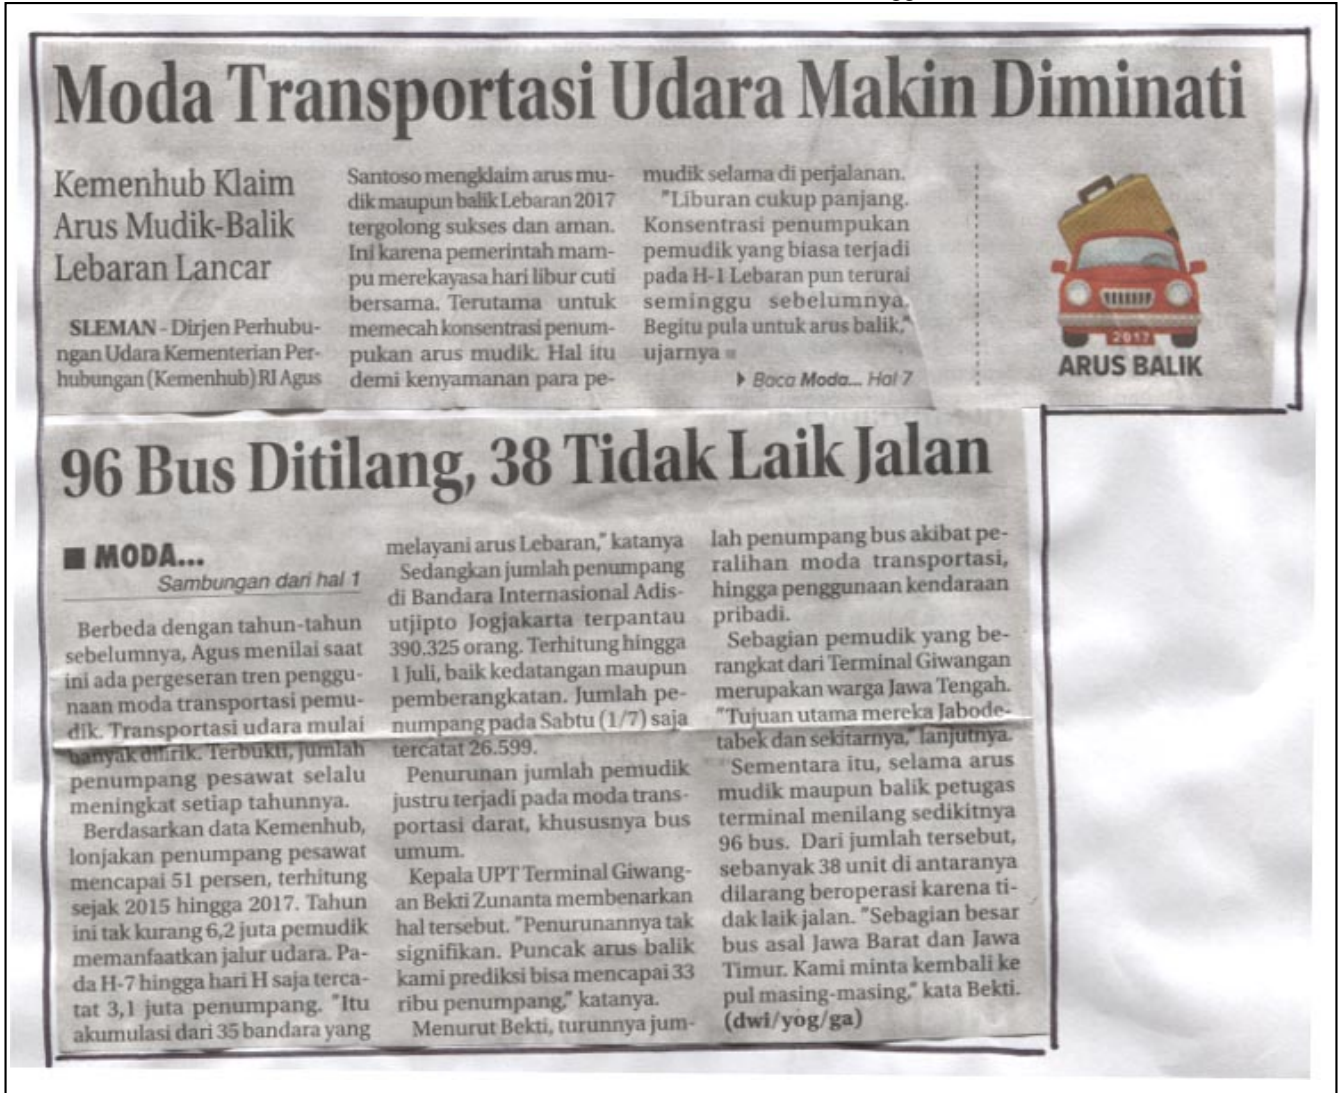 Moda Transportasi Udara Makin Diminati
Kemenhub Klaim
Arus Mudik-Balik
Lebaran Lancar
SLEMAN - Dirjen Perhubu-
ngan Udara Kementerian Per-
hubungan (Kemenhub) RI Agus
Santoso mengklaim arus mu-
dik maupun balik Lebaran 2017
tergolong sukses dan aman.
Ini karena pemerintah mam-
pu merekayasa hari libur cuti
bersama. Terutama untuk
memecah konsentrasi penum-
pukan arus mudik. Hal itu
demi kenyamanan para pe-
mudik selama di perjalanan.
"Liburan cukup panjang.
Konsentrasi penumpukan
pemudik yang biasa terjadi
pada H-1 Lebaran pun terurai
seminggu sebelumnya.
Begitu pula untuk arus balik,"
ujarnya
Baca Moda... Hal 7
2017
ARUS BALIK
96 Bus Ditilang, 38 Tidak Laik Jalan
MODA...
Sambungan dari hal 1
Berbeda dengan tahun-tahun
sebelumnya, Agus menilai saat
ini ada pergeseran tren penggu-
naan moda transportasi pemu-
dik. Transportasi udara mulai
banyak dilirik. Terbukti, jumlah
penumpang pesawat selalu
meningkat setiap tahunnya.
Berdasarkan data Kemenhub,
lonjakan penumpang pesawat
mencapai 51 persen, terhitung
sejak 2015 hingga 2017. Tahun
ini tak kurang 6,2 juta pemudik
memanfaatkan jalur udara. Pa-
da H-7 hingga hari H saja terca-
tat 3,1 juta penumpang. "Itu
akumulasi dari 35 bandara yang
melayani arus Lebaran," katanya
Sedangkan jumlah penumpang
di Bandara Internasional Adis-
utjipto Jogjakarta terpantau
390.325 orang. Terhitung hingga
1 Juli, baik kedatangan maupun
pemberangkatan. Jumlah pe-
numpang pada Sabtu (1/7) saja
tercatat 26.599.
Penurunan jumlah pemudik
justru terjadi pada moda trans-
portasi darat, khususnya bus
umum.
Kepala UPT Terminal Giwang-
an Bekti Zunanta membenarkan
hal tersebut. "Penurunannya tak
signifikan. Puncak arus balik
kami prediksi bisa mencapai 33
ribu penumpang," katanya.
Menurut Bekti, turunnya jum-
lah penumpang bus akibat pe-
ralihan moda transportasi,
hingga penggunaan kendaraan
pribadi.
Sebagian pemudik yang be-
rangkat dari Terminal Giwangan
merupakan warga Jawa Tengah.
"Tujuan utama mereka Jabode-
tabek dan sekitarnya," lanjutnya.
Sementara itu, selama arus
mudik maupun balik petugas
terminal menilang sedikitnya
96 bus. Dari jumlah tersebut,
sebanyak 38 unit di antaranya
dilarang beroperasi karena ti-
dak laik jalan. "Sebagian besar
bus asal Jawa Barat dan Jawa
Timur. Kami minta kembali ke
pul masing-masing," kata Bekti.
(dwi/yog/ga)